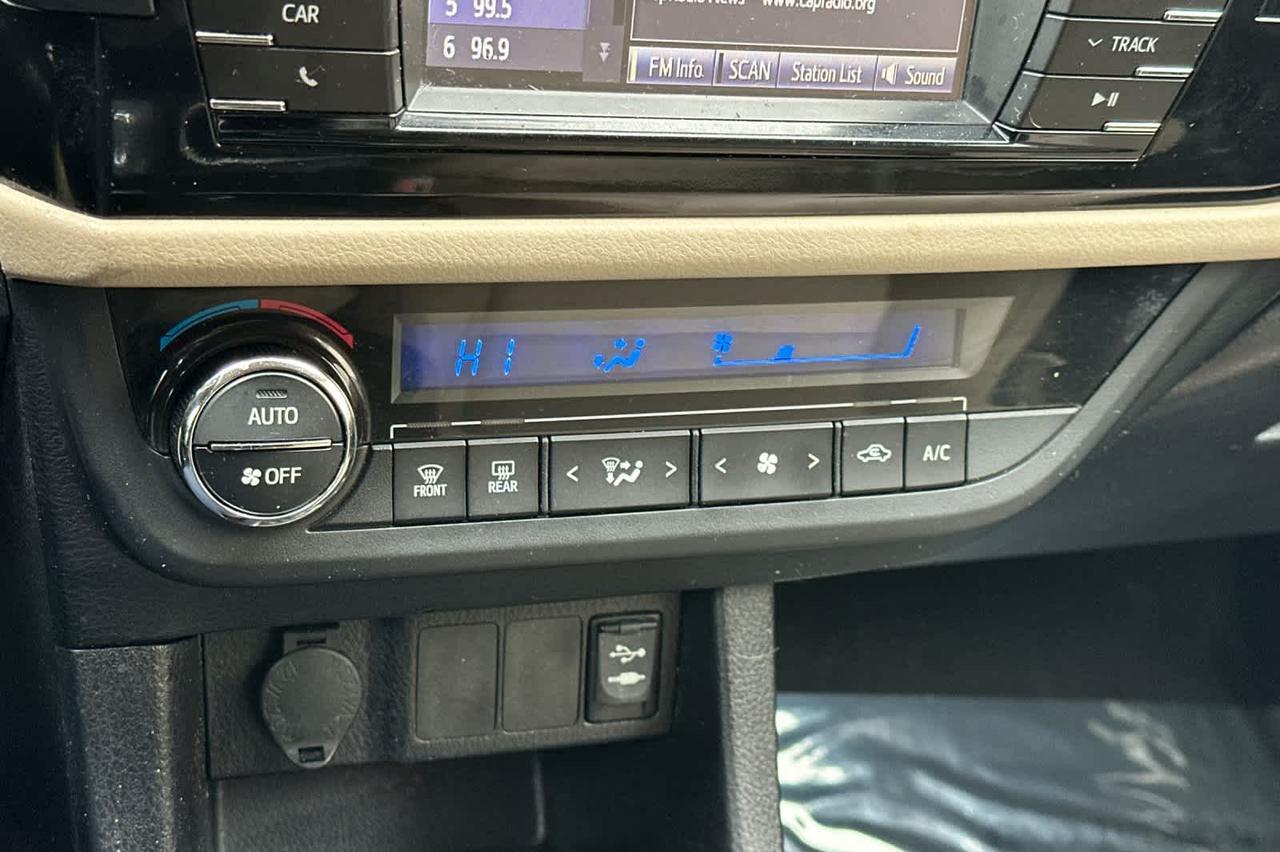 CAR
5 99.5
6 96.9
www.capradio.org
FM Info.
SCAN
Station List
Sound
TRACK
HI
AUTO
OFF
FRONT
REAR
A/C